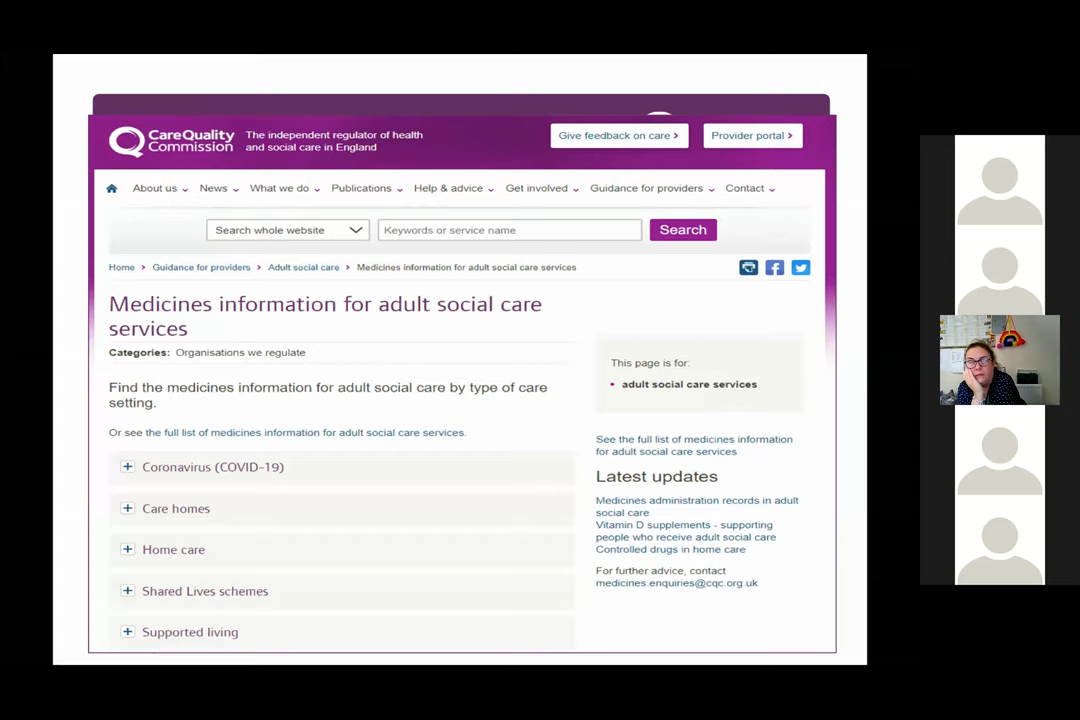 CareQuality
Commission
The independent regulator of health
and social care in England
Give feedback on care >
Provider portal >
About us
News
What we do
Publications
Help & advice
Get involved
Guidance for providers
Contact
Search whole website
Keywords or service name
Search
Home > Guidance for providers > Adult social care > Medicines information for adult social care services
Medicines information for adult social care
services
Categories: Organisations we regulate
Find the medicines information for adult social care by type of care
setting.
Or see the full list of medicines information for adult social care services.
+ Coronavirus (COVID-19)
+ Care homes
+ Home care
+ Shared Lives schemes
+ Supported living
This page is for:
• adult social care services
See the full list of medicines information
for adult social care services
Latest updates
Medicines administration records in adult
social care
Vitamin D supplements - supporting
people who receive adult social care
Controlled drugs in home care
For further advice, contact
medicines.enquiries@cqc.org.uk